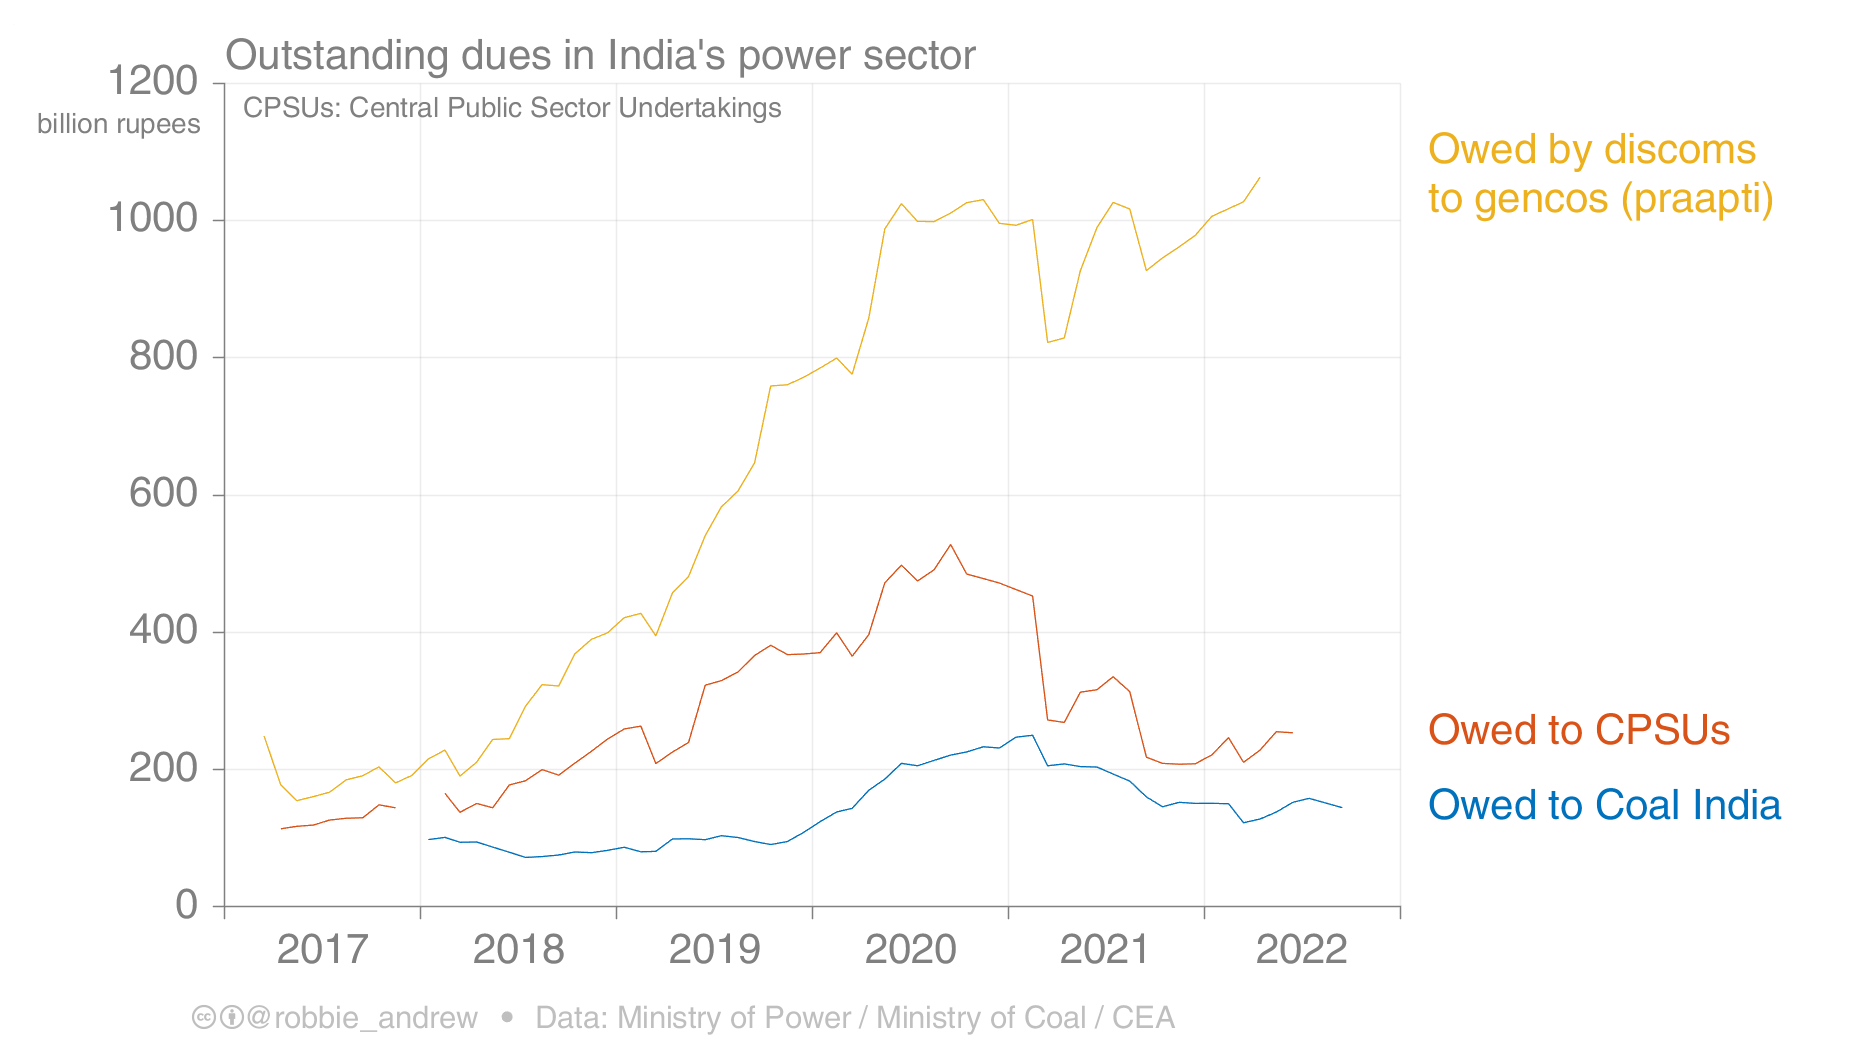 Outstanding dues in India's power sector
1200
billion rupees
CPSUs: Central Public Sector Undertakings
Owed by discoms
to gencos (praapti)
1000
800
600
400
Owed to CPSUs
200
Owed to Coal India
0
2017 2018 2019 2020 2021 2022
cc @robbie_andrew • Data: Ministry of Power / Ministry of Coal / CEA